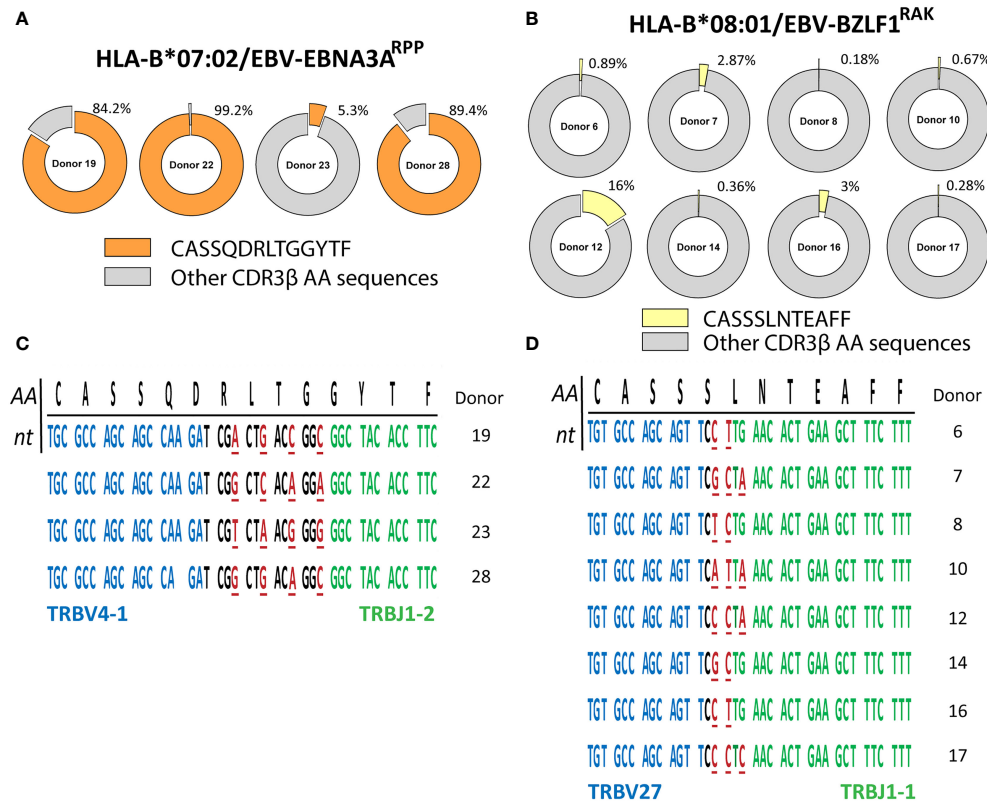 A
HLA-B*07:02/EBV-EBNA3A^RPP
84.2% 99.2% 5.3% 89.4%
Donor 19 Donor 22 Donor 23 Donor 28
CASSQDRLTGGYTF
Other CDR3β AA sequences
B
HLA-B*08:01/EBV-BZLF1^RAK
0.89% 2.87% 0.18% 0.67%
Donor 6 Donor 7 Donor 8 Donor 10
16% 0.36% 3% 0.28%
Donor 12 Donor 14 Donor 16 Donor 17
CASSSLNTEAFF
Other CDR3β AA sequences
C
AA C A S S Q D R L T G G Y T F Donor
nt TGC GCC AGC AGC CAA GAT CGA CTG ACC GGC GGC TAC ACC TTC 19
TGC GCC AGC AGC CAA GAT CGG CTC ACA GGA GGC TAC ACC TTC 22
TGC GCC AGC AGC CAA GAT CGT CTA ACG GGG GGC TAC ACC TTC 23
TGC GCC AGC AGC CA GAT CGG CTG ACA GGC GGC TAC ACC TTC 28
TRBV4-1 TRBJ1-2
D
AA C A S S S L N T E A F F Donor
nt TGT GCC AGC AGT TCC TTG AAC ACT GAA GCT TTC TTT 6
TGT GCC AGC AGT TCG CTA AAC ACT GAA GCT TTC TTT 7
TGT GCC AGC AGT TCT CTG AAC ACT GAA GCT TTC TTT 8
TGT GCC AGC AGT TCA TTA AAC ACT GAA GCT TTC TTT 10
TGT GCC AGC AGT TCC CTA AAC ACT GAA GCT TTC TTT 12
TGT GCC AGC AGT TCG CTG AAC ACT GAA GCT TTC TTT 14
TGT GCC AGC AGT TCC TTG AAC ACT GAA GCT TTC TTT 16
TGT GCC AGC AGT TCC CTC AAC ACT GAA GCT TTC TTT 17
TRBV27 TRBJ1-1